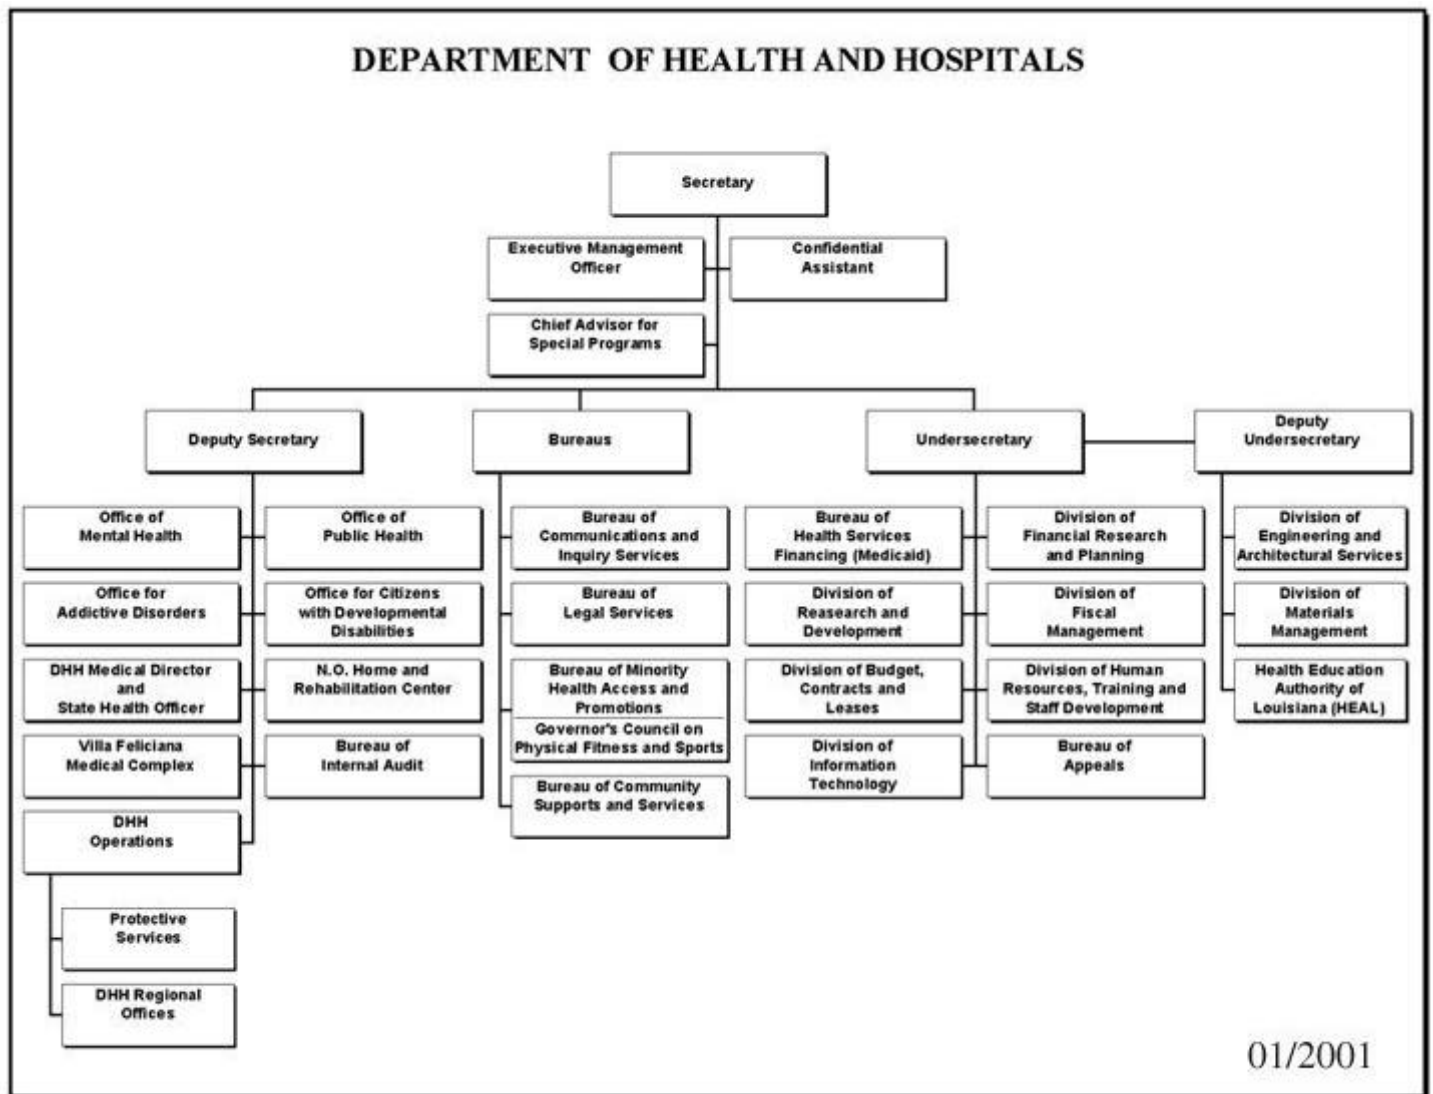 DEPARTMENT OF HEALTH AND HOSPITALS
Secretary
Executive Management
Officer
Confidential
Assistant
Chief Advisor for
Special Programs
Deputy Secretary
Bureaus
Undersecretary
Deputy
Undersecretary
Office of
Mental Health
Office of
Public Health
Bureau of
Communications and
Inquiry Services
Bureau of
Health Services
Financing (Medicaid)
Division of
Financial Research
and Planning
Division of
Engineering and
Architectural Services
Office for
Addictive Disorders
Office for Citizens
with Developmental
Disabilities
Bureau of
Legal Services
Division of
Reasearch and
Development
Division of
Fiscal
Management
Division of
Materials
Management
DHH Medical Director
and
State Health Officer
N.O. Home and
Rehabilitation Center
Bureau of Minority
Health Access and
Promotions
Governor's Council on
Physical Fitness and Sports
Division of Budget,
Contracts and
Leases
Division of Human
Resources, Training and
Staff Development
Health Education
Authority of
Louisiana (HEAL)
Villa Feliciana
Medical Complex
Bureau of
Internal Audit
Bureau of Community
Supports and Services
Division of
Information
Technology
Bureau of
Appeals
DHH
Operations
Protective
Services
DHH Regional
Offices
01/2001